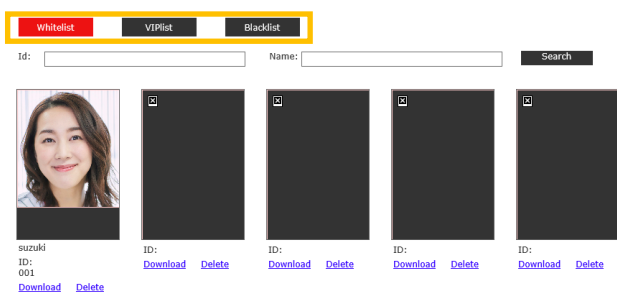 Whitelist VIPlist Blacklist
Id: Name: Search
suzuki
ID: ID: ID: ID: ID:
001
Download Delete Download Delete Download Delete Download Delete Download Delete